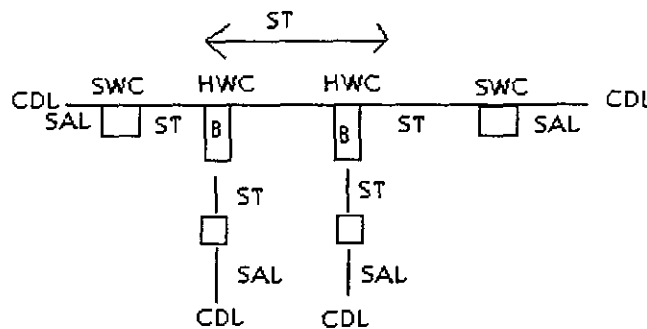 ST
SWC HWC HWC SWC
CDL CDL
SAL ST B B ST SAL
ST ST
SAL SAL
CDL CDL